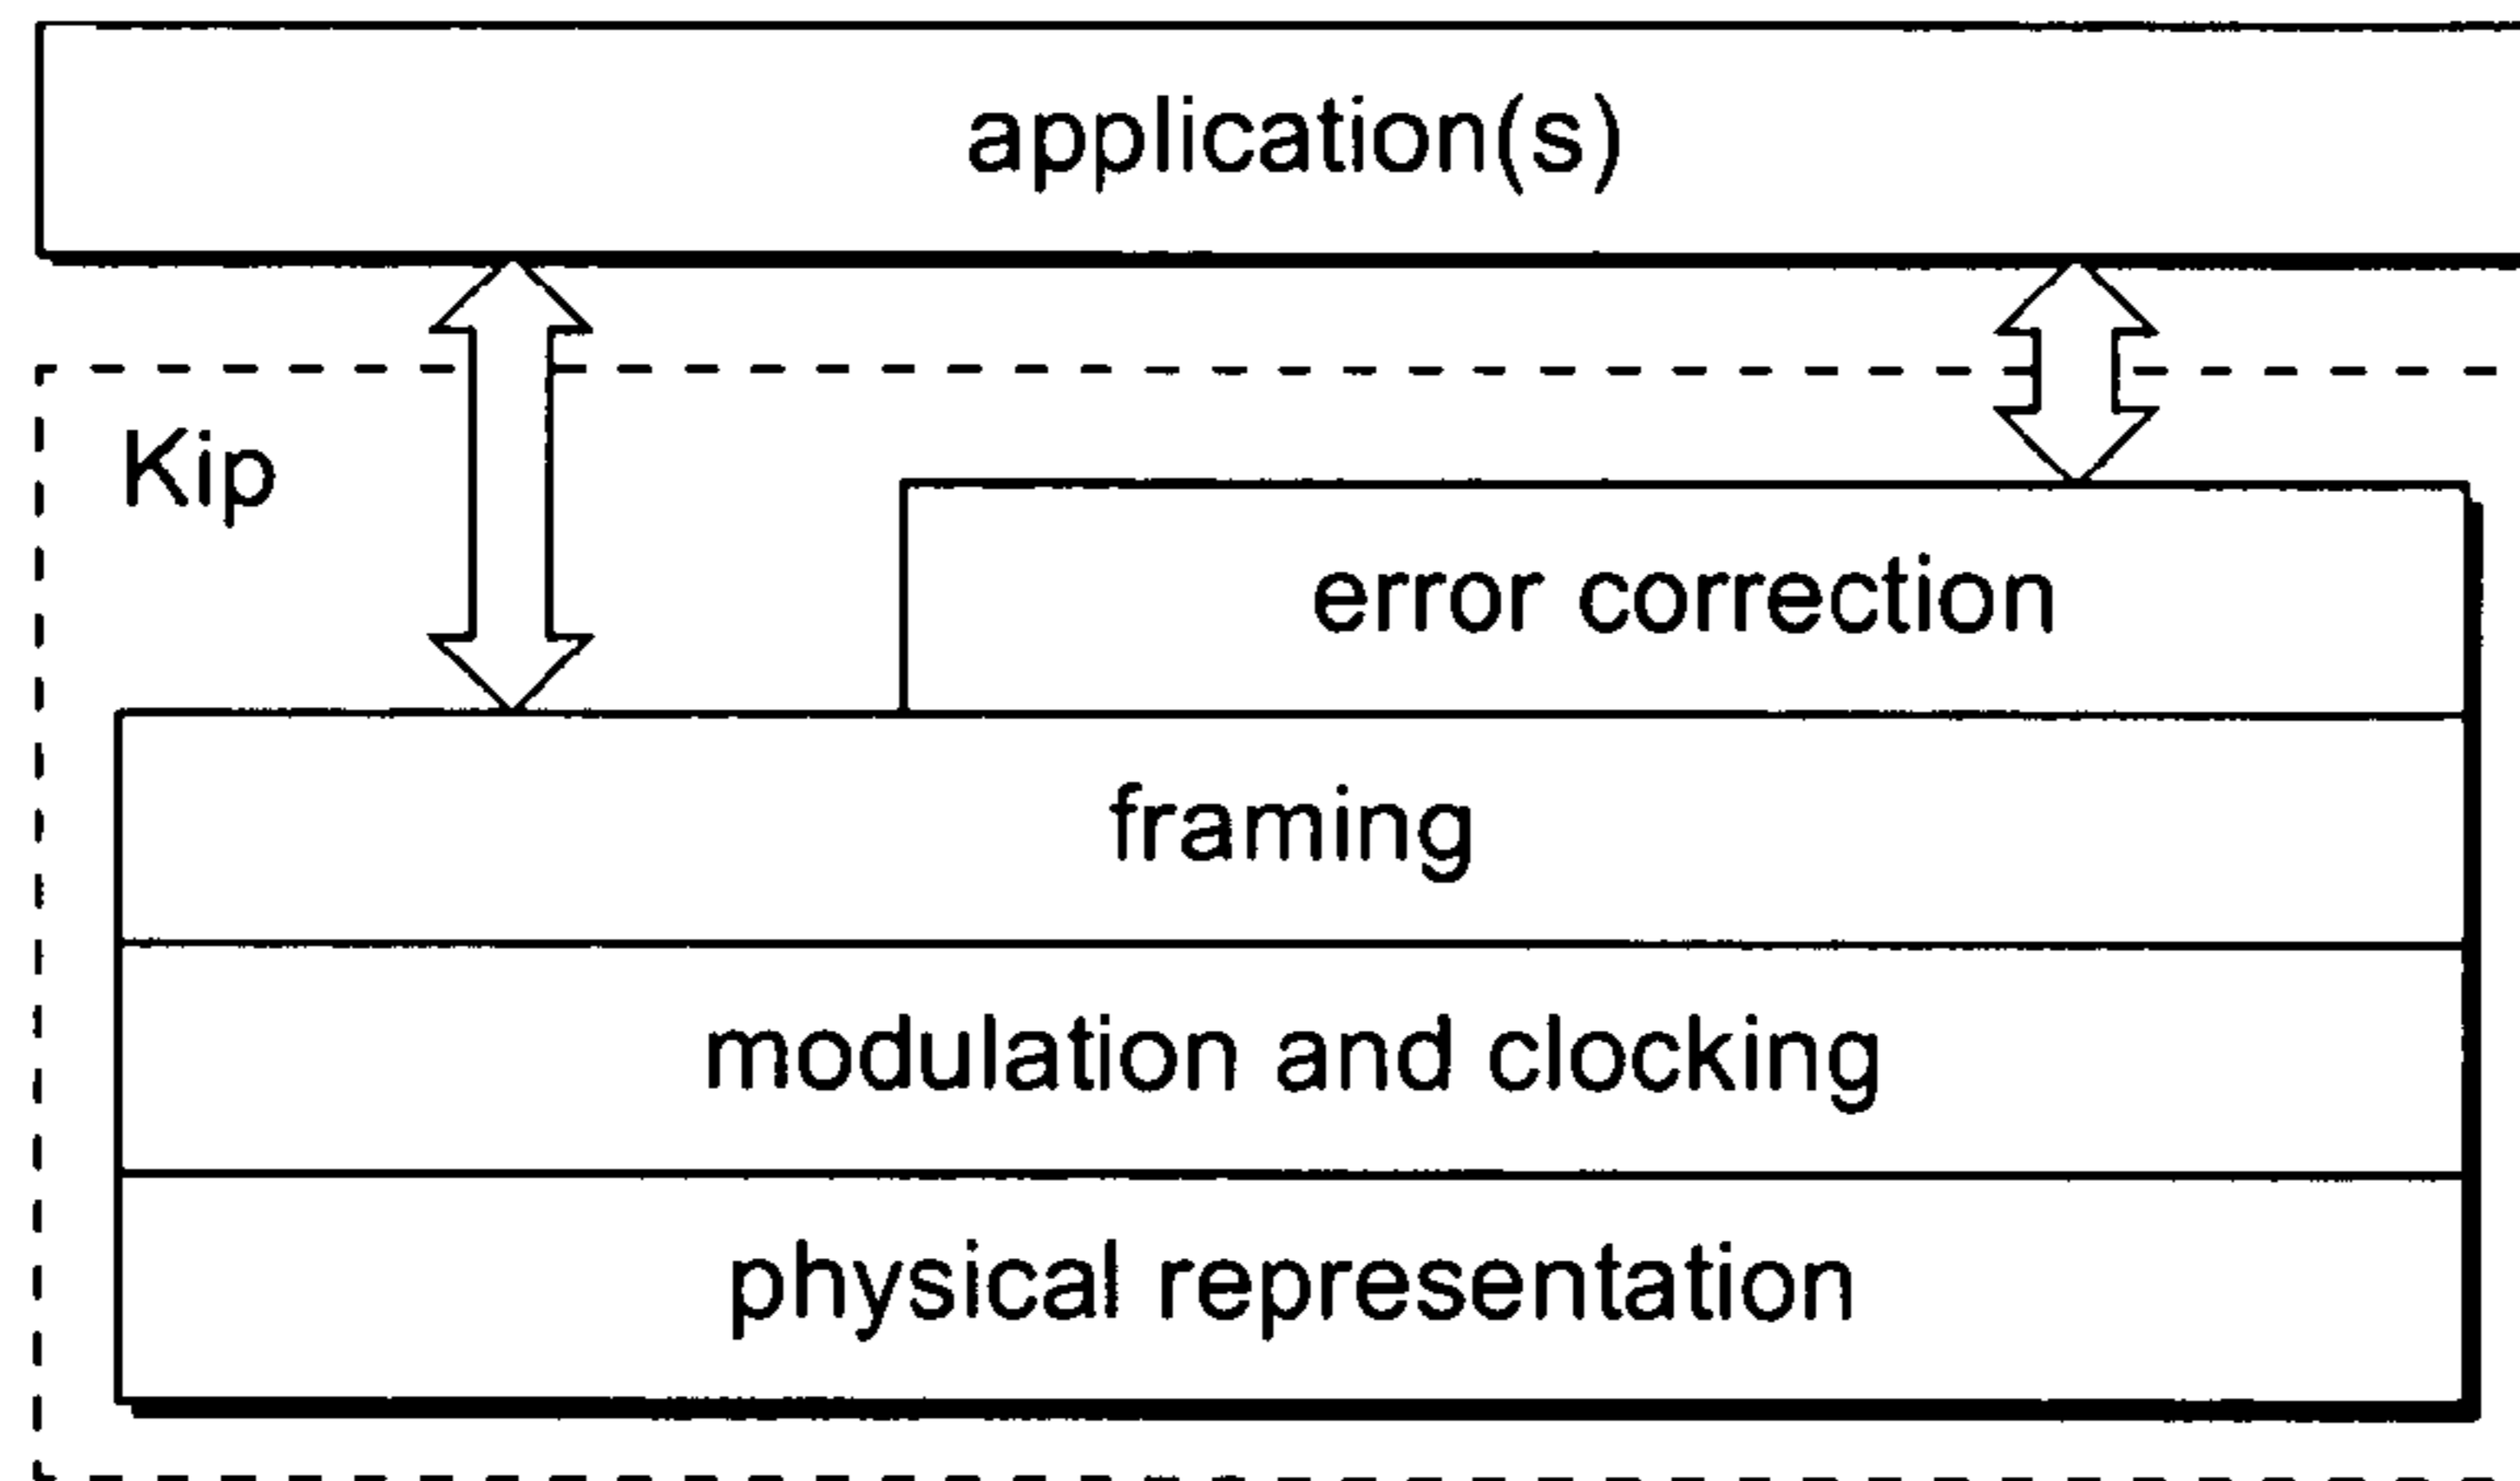 application(s)
Kip
error correction
framing
modulation and clocking
physical representation